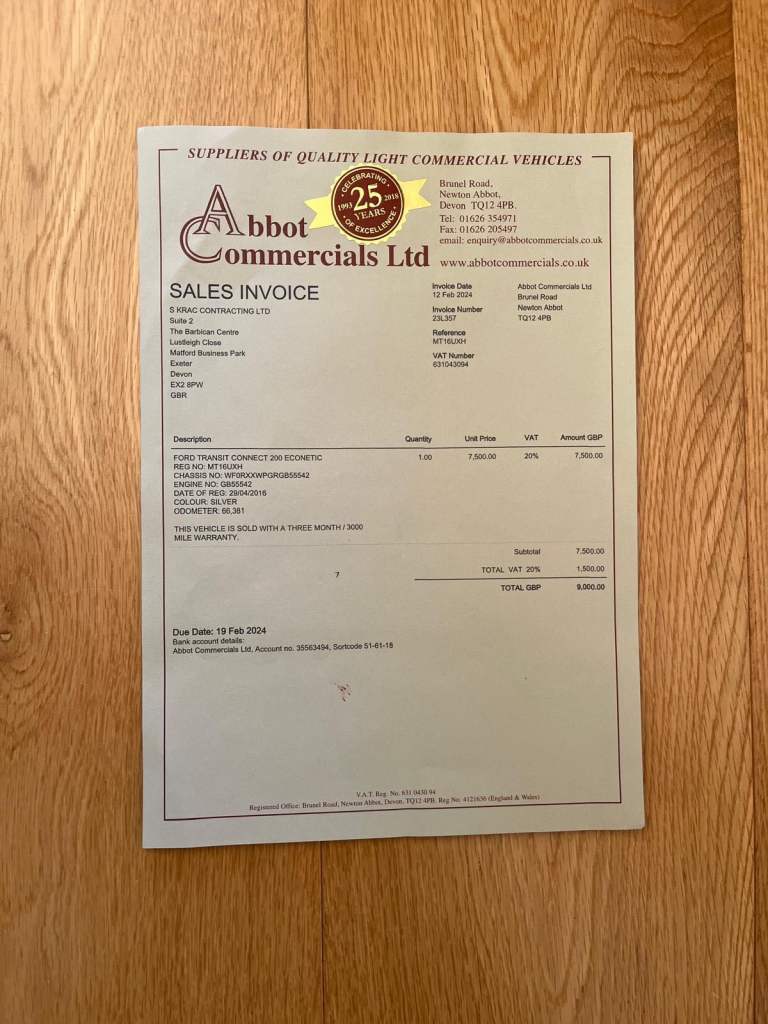 SUPPLIERS OF QUALITY LIGHT COMMERCIAL VEHICLES
CELEBRATING
1993 25 2018
YEARS
OF EXCELLENCE
Abbot
Commercials Ltd
Brunel Road,
Newton Abbot,
Devon TQ12 4PB.
Tel: 01626 354971
Fax: 01626 205497
email: enquiry@abbotcommercials.co.uk
www.abbotcommercials.co.uk
SALES INVOICE
S KRAC CONTRACTING LTD
Suite 2
The Barbican Centre
Lustleigh Close
Matford Business Park
Exeter
Devon
EX2 8PW
GBR
Invoice Date
12 Feb 2024
Invoice Number
23L357
Reference
MT16UXH
VAT Number
631043094
Abbot Commercials Ltd
Brunel Road
Newton Abbot
TQ12 4PB
Description Quantity Unit Price VAT Amount GBP
FORD TRANSIT CONNECT 200 ECONETIC 1.00 7,500.00 20% 7,500.00
REG NO: MT16UXH
CHASSIS NO: WF0RXXWPGRGB55542
ENGINE NO: GB55542
DATE OF REG: 29/04/2016
COLOUR: SILVER
ODOMETER: 66,381
THIS VEHICLE IS SOLD WITH A THREE MONTH / 3000
MILE WARRANTY.
Subtotal 7,500.00
TOTAL VAT 20% 1,500.00
7
TOTAL GBP 9,000.00
Due Date: 19 Feb 2024
Bank account details:
Abbot Commercials Ltd, Account no. 35563494, Sortcode 51-61-18
V.A.T. Reg. No. 631 0430 94
Registered Office: Brunel Road, Newton Abbot, Devon, TQ12 4PB. Reg No: 4121636 (England & Wales)